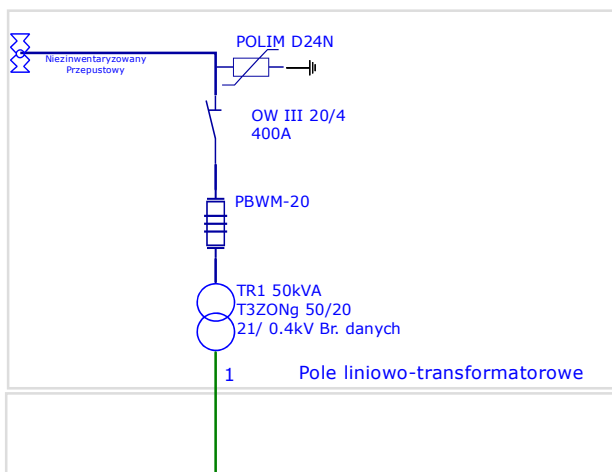 POLIM D24N
Niezinwentaryzowany
Przepustowy
OW III 20/4
400A
PBWM-20
TR1 50kVA
T3ZONg 50/20
21/ 0.4kV Br. danych
1
Pole liniowo-transformatorowe